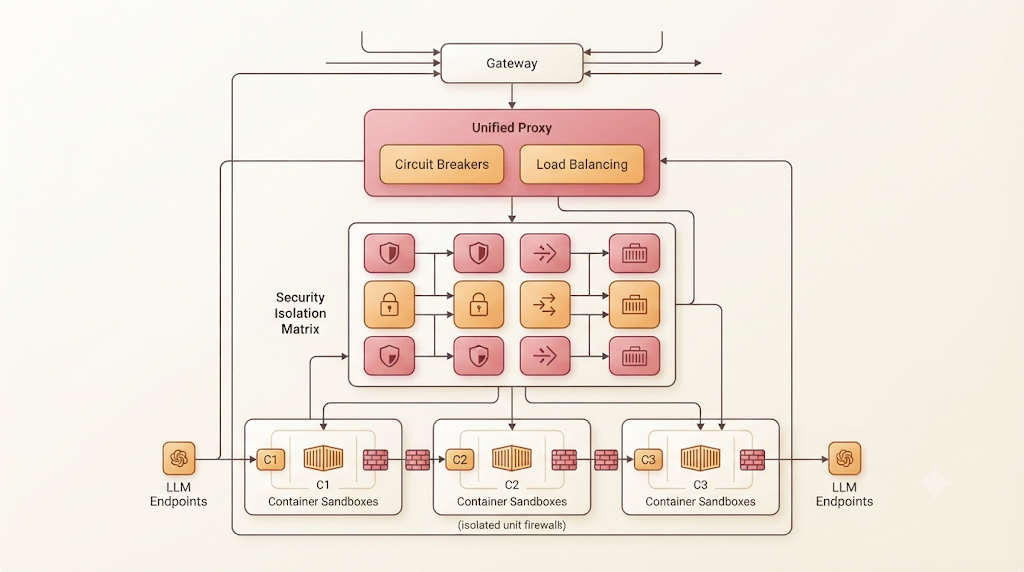 Gateway
Unified Proxy
Circuit Breakers
Load Balancing
Security
Isolation
Matrix
C1
C1
Container Sandboxes
C2
C2
Container Sandboxes
C3
C3
Container Sandboxes
LLM
Endpoints
LLM
Endpoints
(isolated unit firewalls)